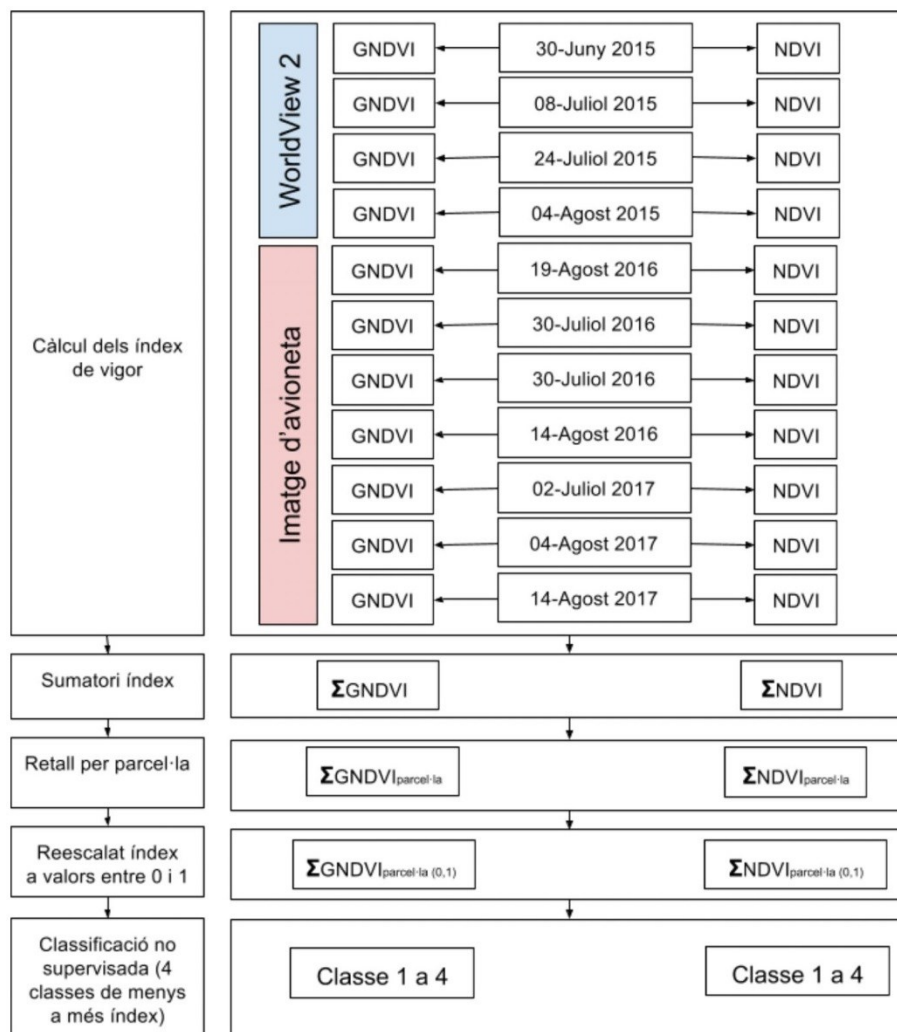 Càlcul dels índex
de vigor
WorldView 2
GNDVI
30-Juny 2015
NDVI
GNDVI
08-Juliol 2015
NDVI
GNDVI
24-Juliol 2015
NDVI
GNDVI
04-Agost 2015
NDVI
Imatge d'avioneta
GNDVI
19-Agost 2016
NDVI
GNDVI
30-Juliol 2016
NDVI
GNDVI
30-Juliol 2016
NDVI
GNDVI
14-Agost 2016
NDVI
GNDVI
02-Juliol 2017
NDVI
GNDVI
04-Agost 2017
NDVI
GNDVI
14-Agost 2017
NDVI
Sumatori índex
ΣGNDVI
ΣNDVI
Retall per parcel·la
ΣGNDVIparcel·la
ΣNDVIparcel·la
Reescalat índex
a valors entre 0 i 1
ΣGNDVIparcel·la (0,1)
ΣNDVIparcel·la (0,1)
Classificació no
supervisada (4
classes de menys
a més índex)
Classe 1 a 4
Classe 1 a 4